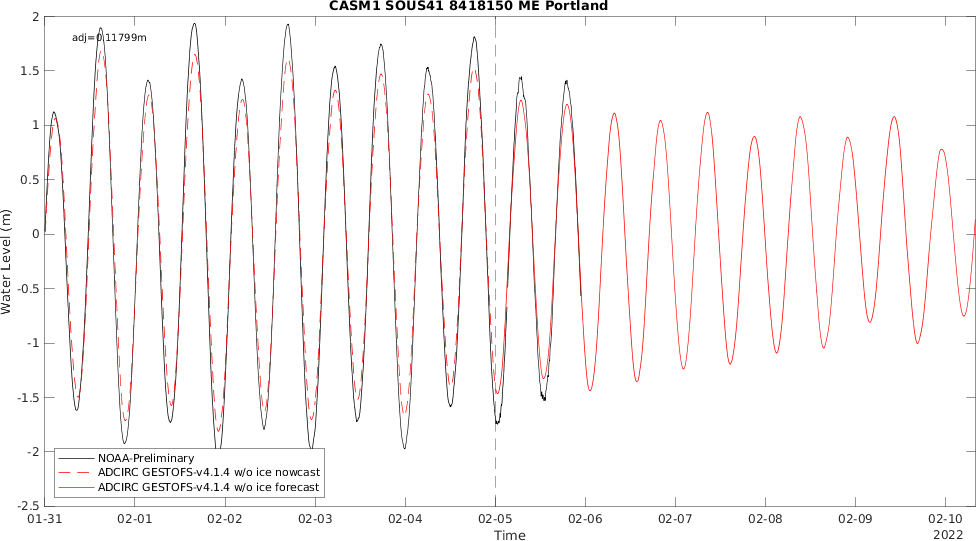 CASM1 SOUS41 8418150 ME Portland
adj=0.11799m
2
1.5
1
0.5
0
-0.5
-1
-1.5
-2
-2.5
Water Level (m)
NOAA-Preliminary
ADCIRC GESTOFS-v4.1.4 w/o ice nowcast
ADCIRC GESTOFS-v4.1.4 w/o ice forecast
01-31 02-01 02-02 02-03 02-04 02-05 02-06 02-07 02-08 02-09 02-10
2022
Time